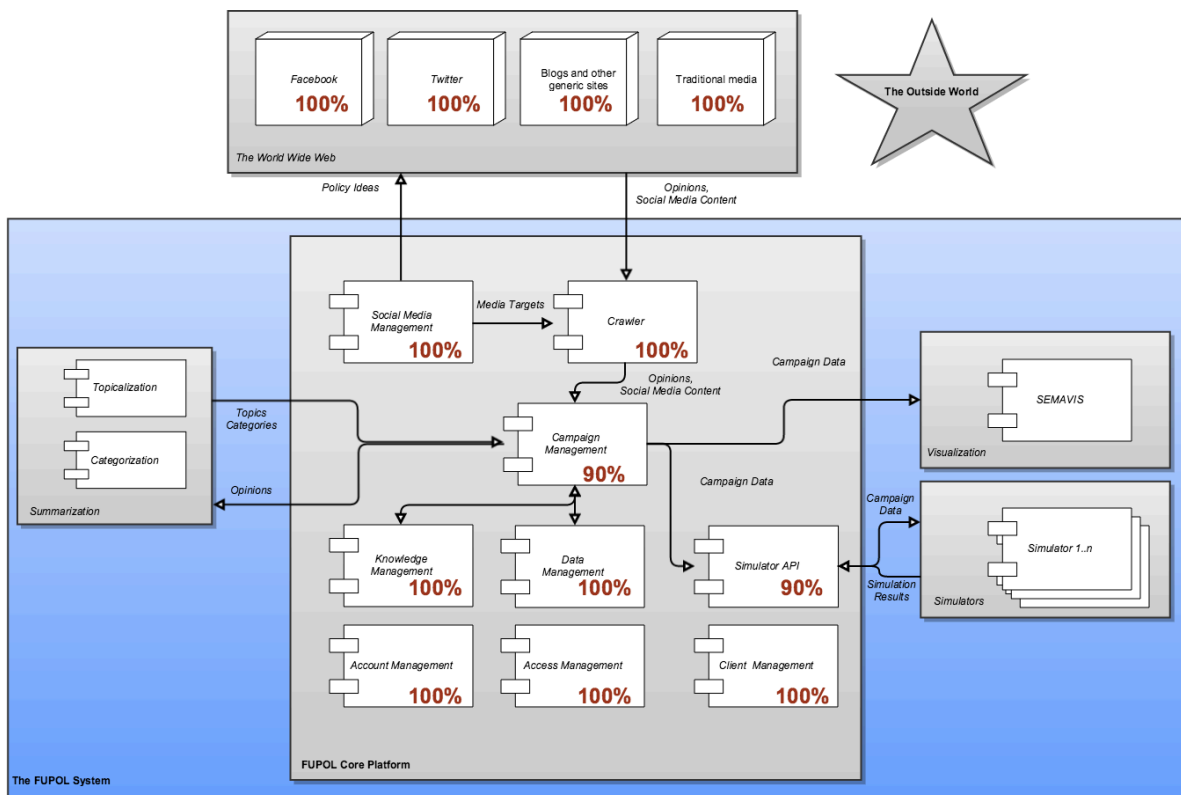 Facebook
100%
Twitter
100%
Blogs and other
generic sites
100%
Traditional media
100%
The World Wide Web
The Outside World
Policy Ideas
Opinions,
Social Media Content
Social Media
Management
100%
Media Targets
Crawler
100%
Opinions,
Social Media Content
Campaign Data
Topicalization
Categorization
Summarization
Topics
Categories
Opinions
Campaign
Management
90%
Campaign Data
SEMAVIS
Visualization
Knowledge
Management
100%
Data
Management
100%
Simulator API
90%
Campaign
Data
Simulation
Results
Simulator 1..n
Simulators
Account Management
100%
Access Management
100%
Client Management
100%
FUPOL Core Platform
The FUPOL System